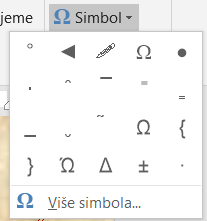 jeme
Ω Simbol
° ◄ 🖋 Ω ●
{
} Ώ Δ ± ·
Ω Više simbola...